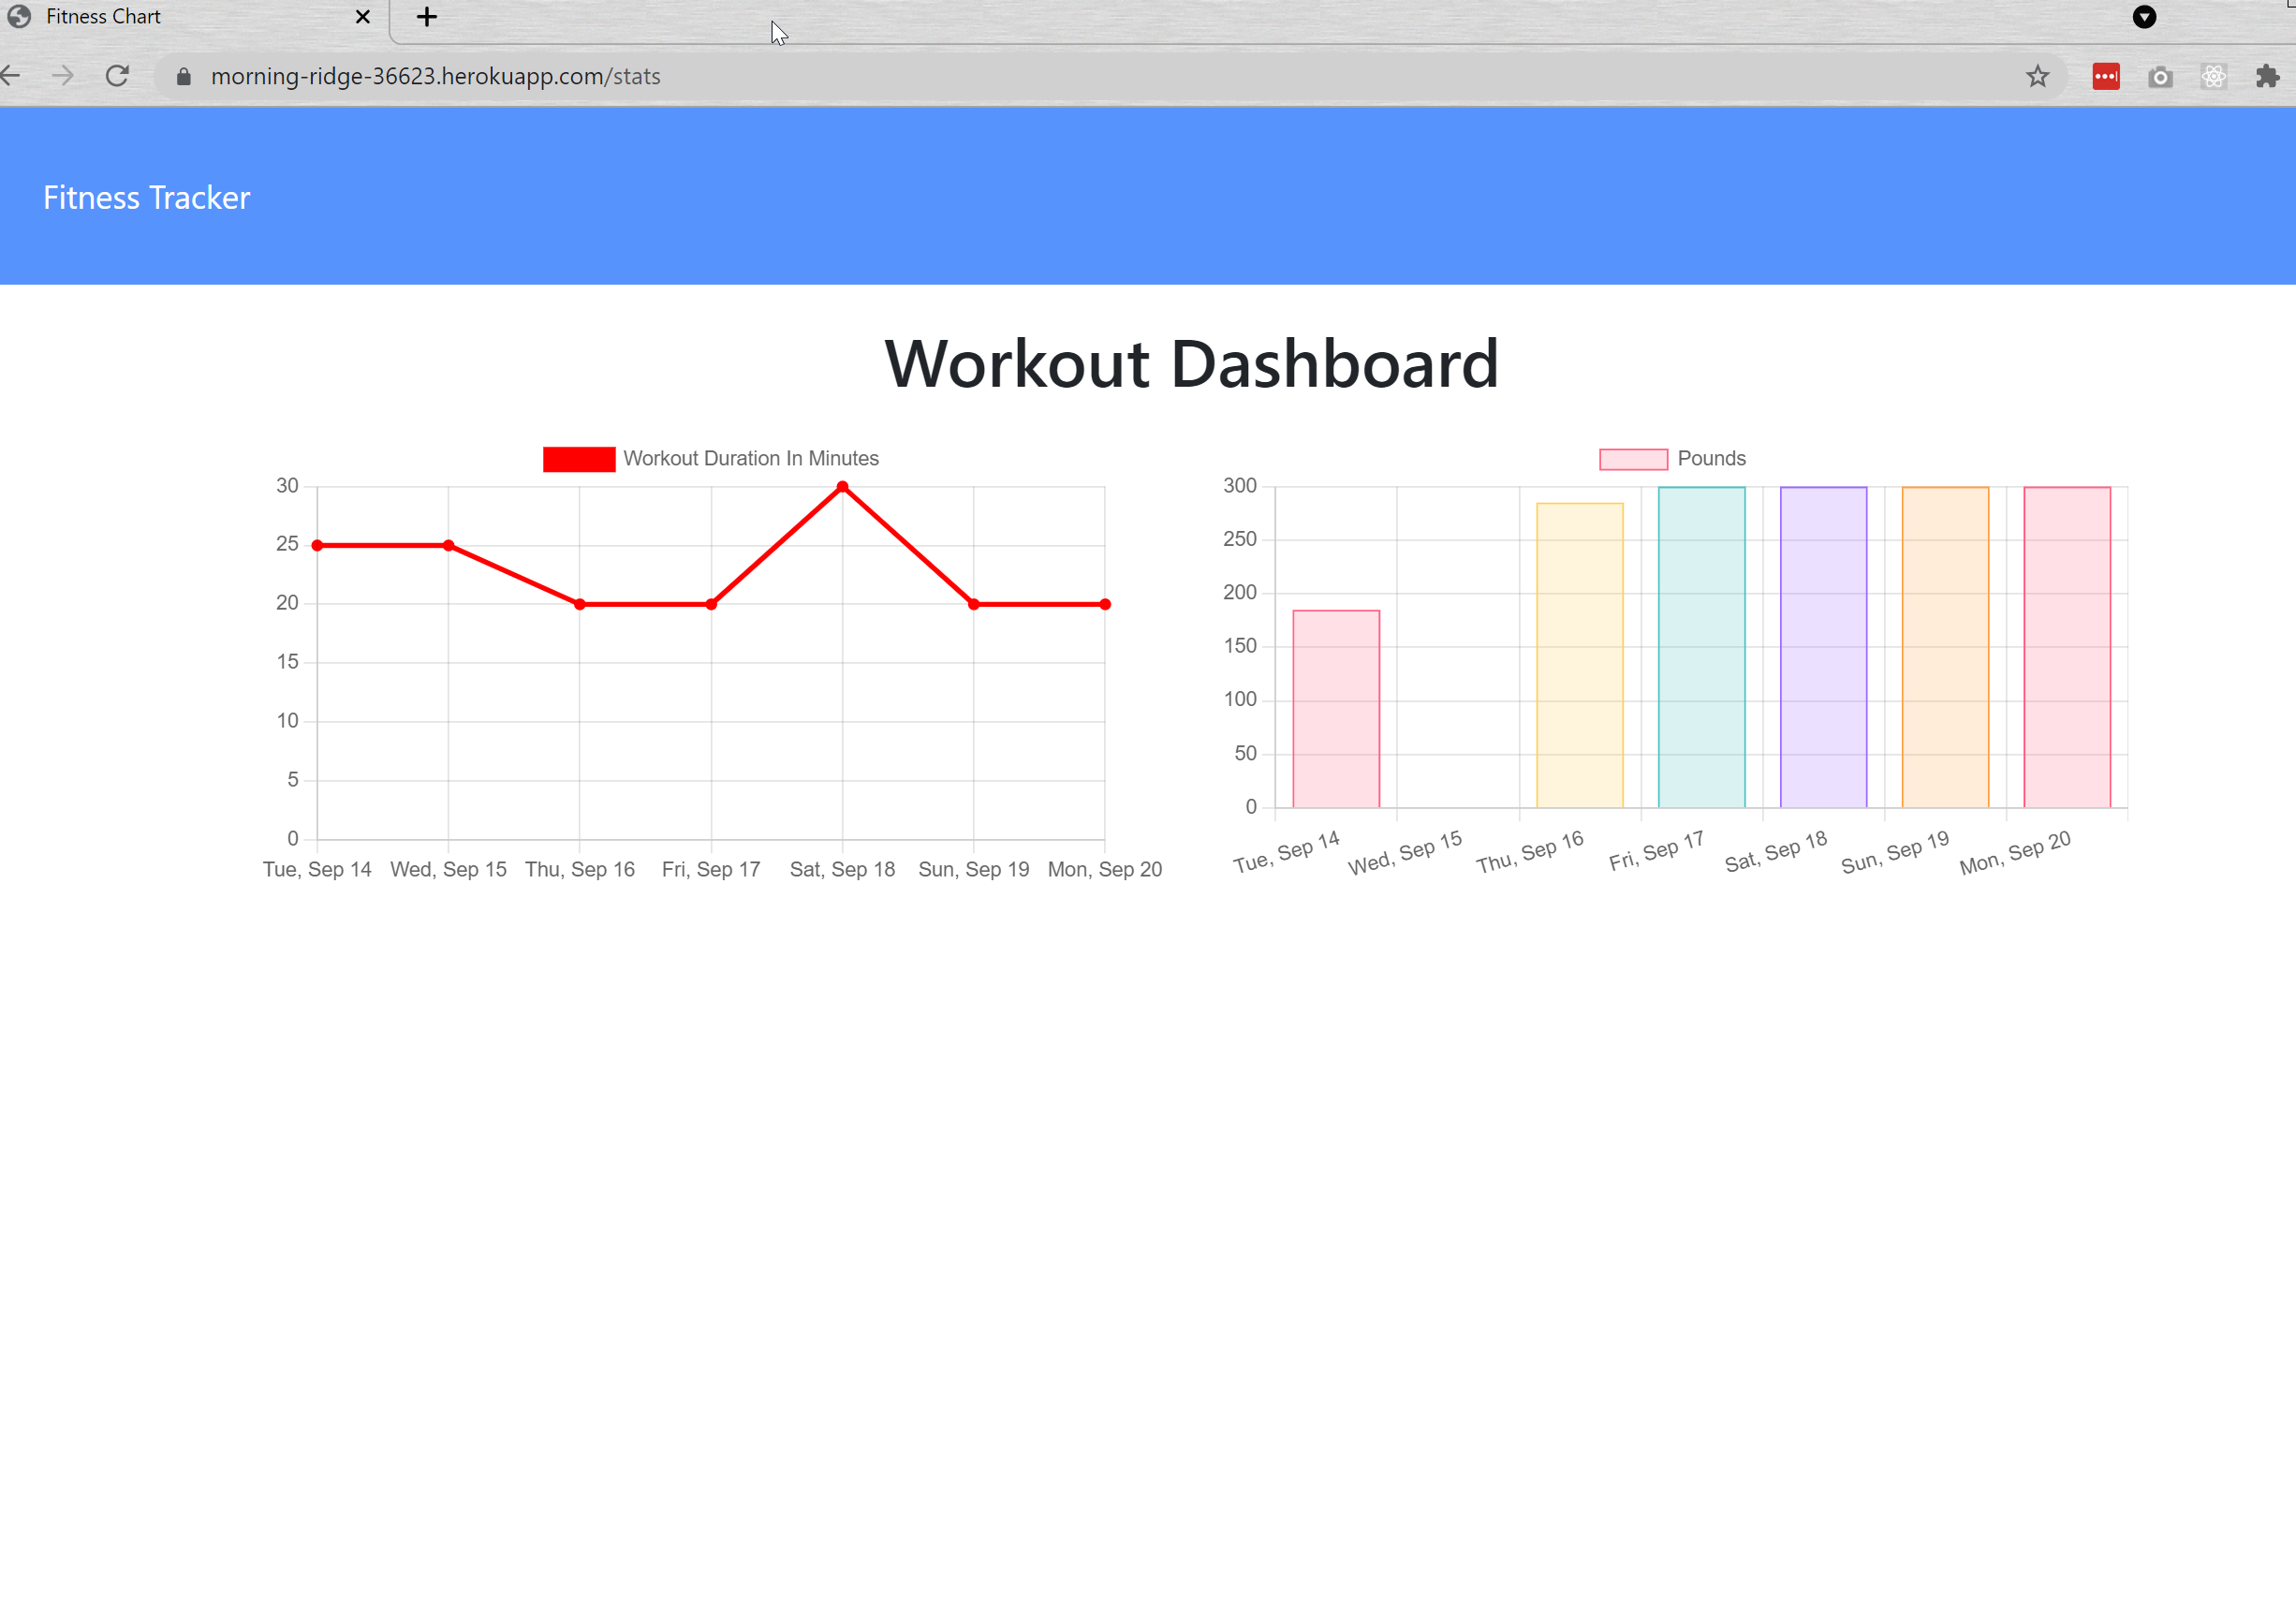 Fitness Chart
morning-ridge-36623.herokuapp.com/stats
Fitness Tracker
Workout Dashboard
Workout Duration In Minutes
30
25
20
15
10
5
0
Tue, Sep 14 Wed, Sep 15 Thu, Sep 16 Fri, Sep 17 Sat, Sep 18 Sun, Sep 19 Mon, Sep 20
Pounds
300
250
200
150
100
50
0
Tue, Sep 14 Wed, Sep 15 Thu, Sep 16 Fri, Sep 17 Sat, Sep 18 Sun, Sep 19 Mon, Sep 20